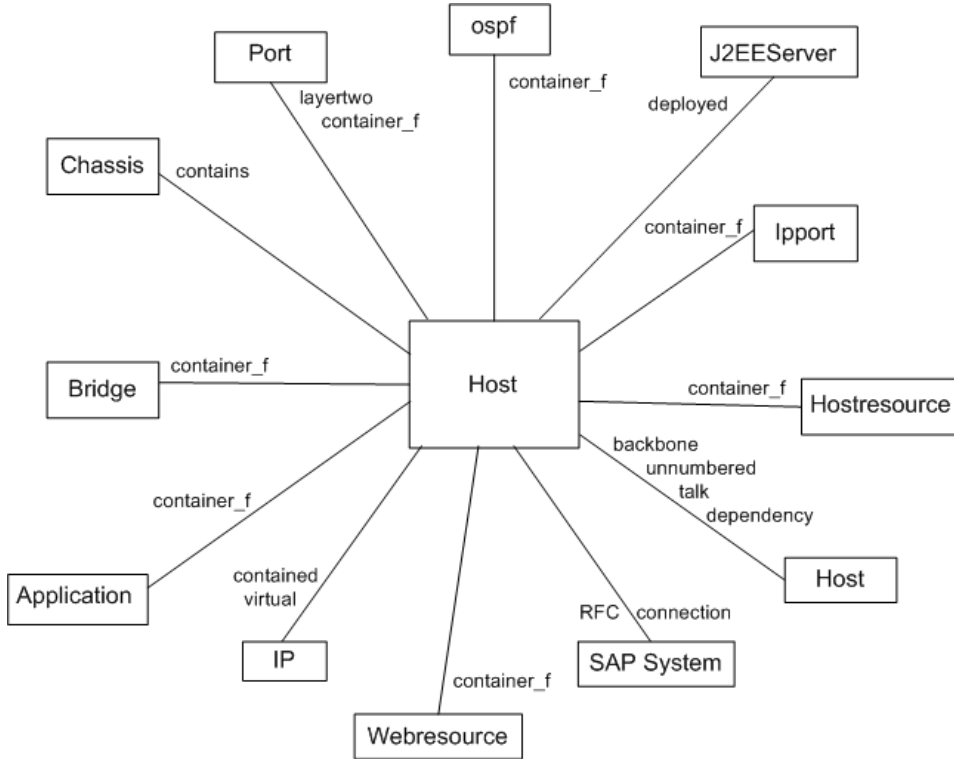 ospf
Port
J2EEServer
container_f
layertwo
deployed
container_f
Chassis
contains
container_f
Ipport
container_f
Host
container_f
Bridge
Hostresource
backbone
unnumbered
talk
container_f
dependency
contained
Host
Application
virtual
RFC connection
IP
SAP System
container_f
Webresource